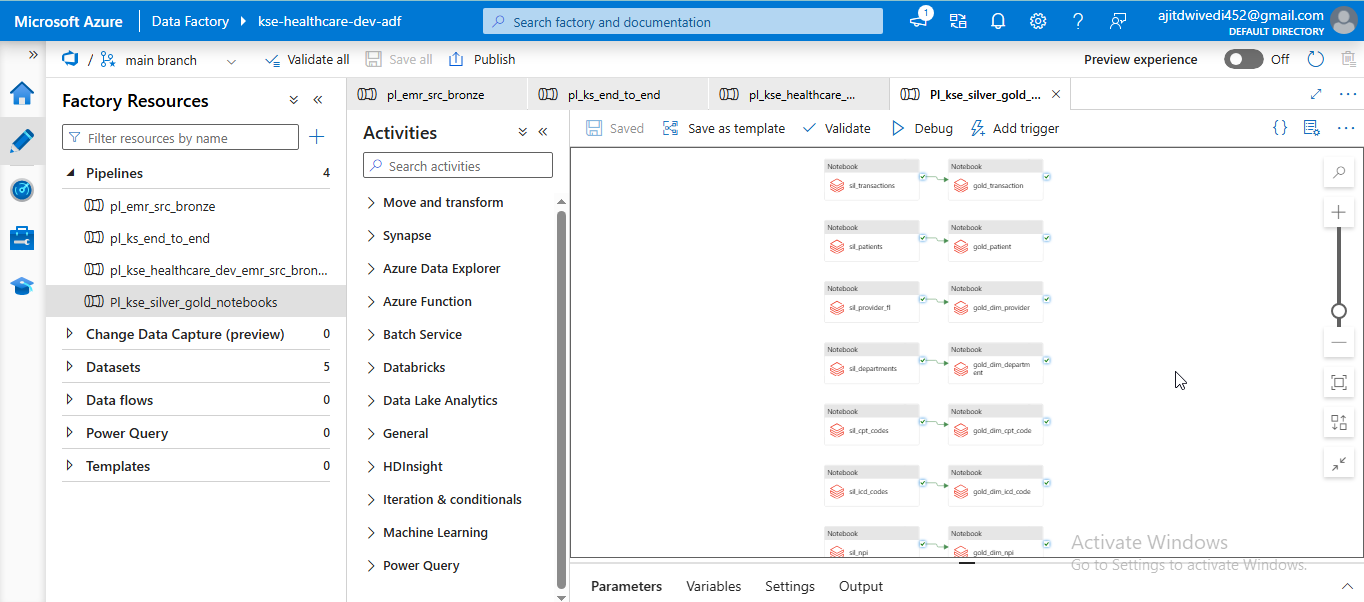 Microsoft Azure
Data Factory
kse-healthcare-dev-adf
Search factory and documentation
1
ajitdwivedi452@gmail.com
DEFAULT DIRECTORY
/
main branch
Validate all
Save all
Publish
Preview experience
Off
Factory Resources
Filter resources by name
Pipelines
4
pl_emr_src_bronze
pl_ks_end_to_end
pl_kse_healthcare_dev_emr_src_bron...
Pl_kse_silver_gold_notebooks
Change Data Capture (preview)
0
Datasets
5
Data flows
0
Power Query
0
Templates
0
pl_emr_src_bronze
pl_ks_end_to_end
pl_kse_healthcare_...
Pl_kse_silver_gold_...
Activities
Search activities
Move and transform
Synapse
Azure Data Explorer
Azure Function
Batch Service
Databricks
Data Lake Analytics
General
HDInsight
Iteration & conditionals
Machine Learning
Power Query
Saved
Save as template
Validate
Debug
Add trigger
{}
Notebook
sil_transactions
Notebook
gold_transaction
Notebook
sil_patients
Notebook
gold_patient
Notebook
sil_provider_fl
Notebook
gold_dim_provider
Notebook
sil_departments
Notebook
gold_dim_departm
ent
Notebook
sil_cpt_codes
Notebook
gold_dim_cpt_code
Notebook
sil_icd_codes
Notebook
gold_dim_icd_code
Notebook
sil_npi
Notebook
gold_dim_npi
Activate Windows
Go to Settings to activate Windows.
Parameters
Variables
Settings
Output